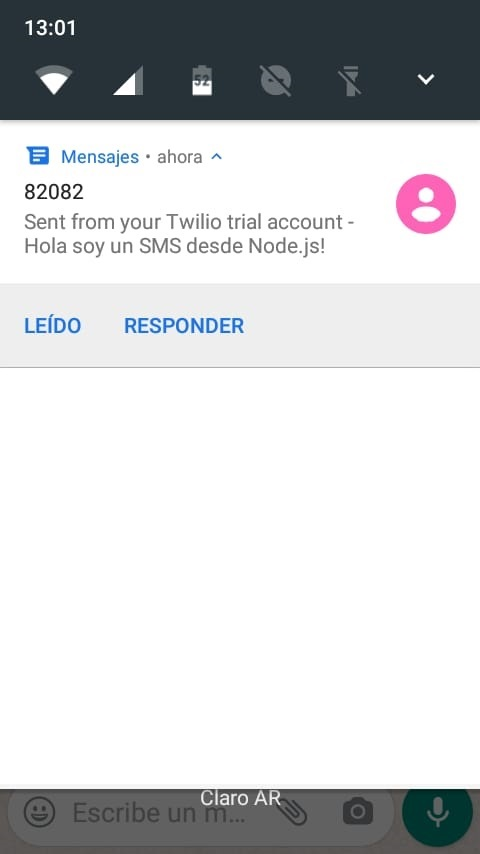 13:01
52
Mensajes • ahora
82082
Sent from your Twilio trial account -
Hola soy un SMS desde Node.js!
LEÍDO RESPONDER
Claro AR
Escribe un m...